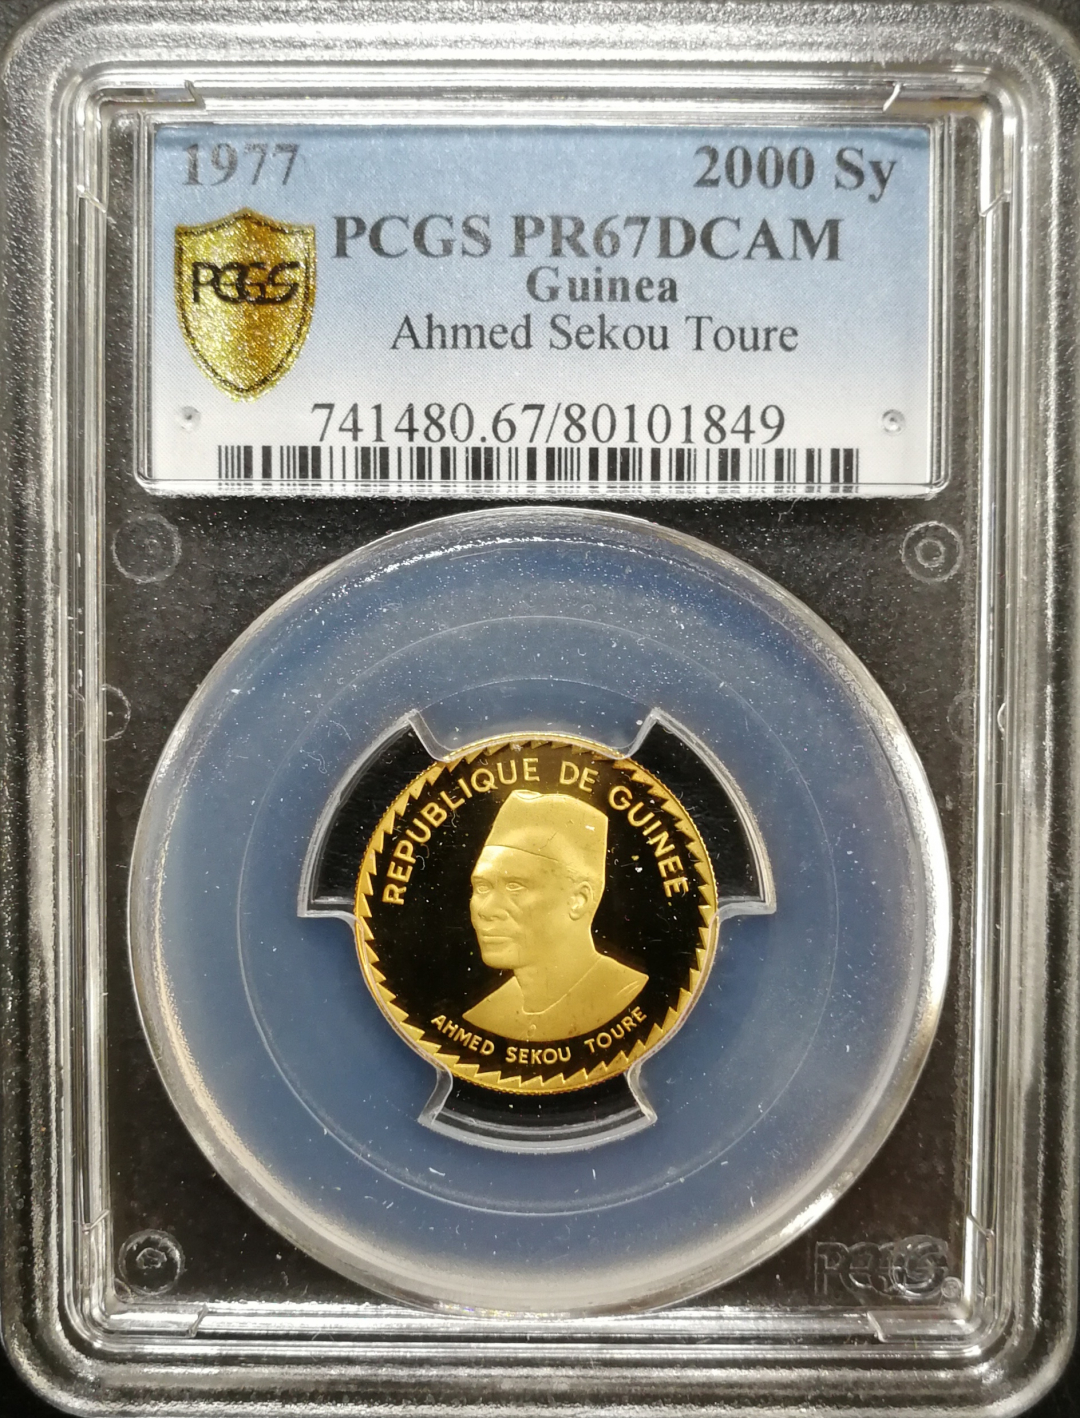 1977 2000 Sy
PCGS PR67DCAM
PCGS
Guinea
Ahmed Sekou Toure
741480.67/80101849
REPUBLIQUE DE GUINEE
AHMED SEKOU TOURE
PCGS